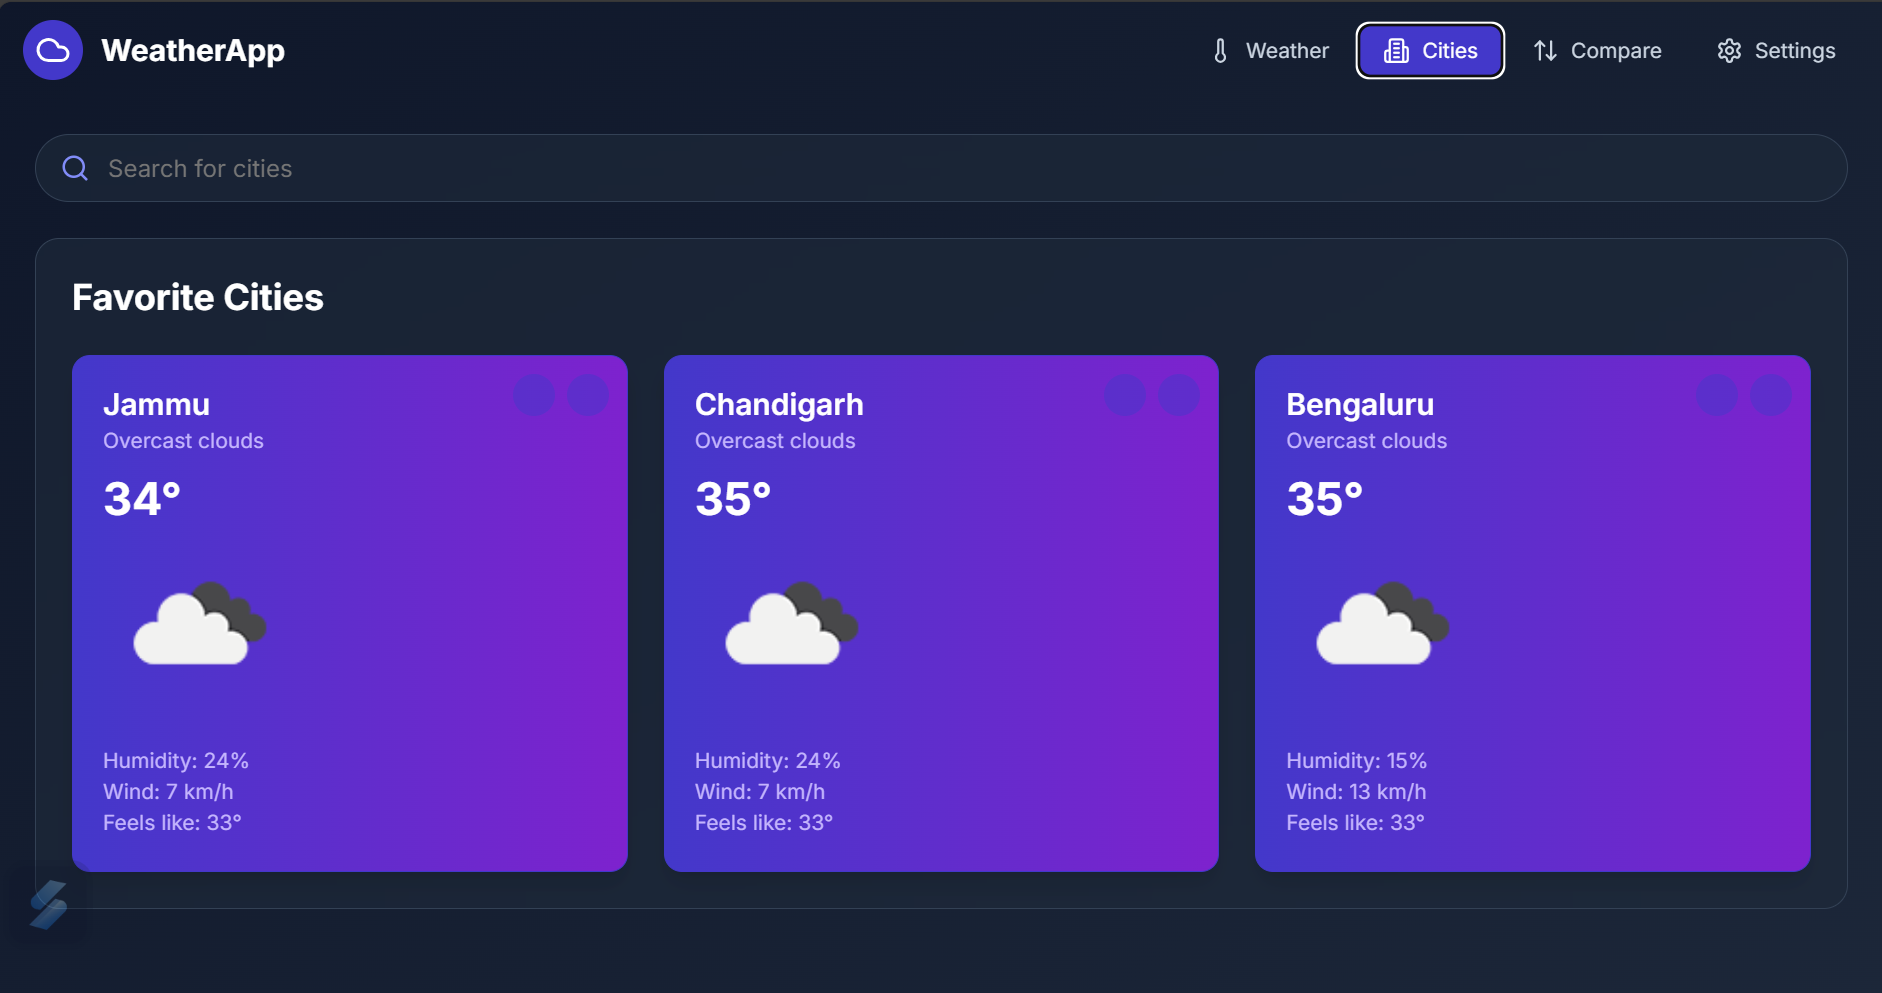 WeatherApp
Weather
Cities
Compare
Settings
Search for cities
Favorite Cities
Jammu
Overcast clouds
34°
Humidity: 24%
Wind: 7 km/h
Feels like: 33°
Chandigarh
Overcast clouds
35°
Humidity: 24%
Wind: 7 km/h
Feels like: 33°
Bengaluru
Overcast clouds
35°
Humidity: 15%
Wind: 13 km/h
Feels like: 33°